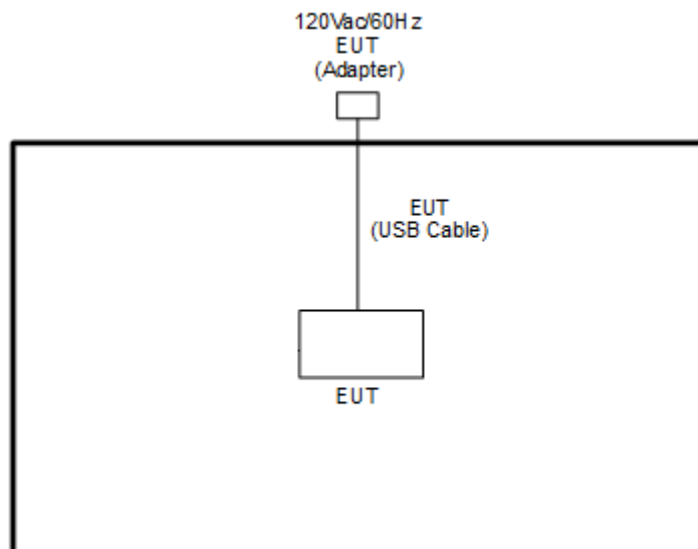 120Vac/60Hz
EUT
(Adapter)
EUT
(USB Cable)
EUT